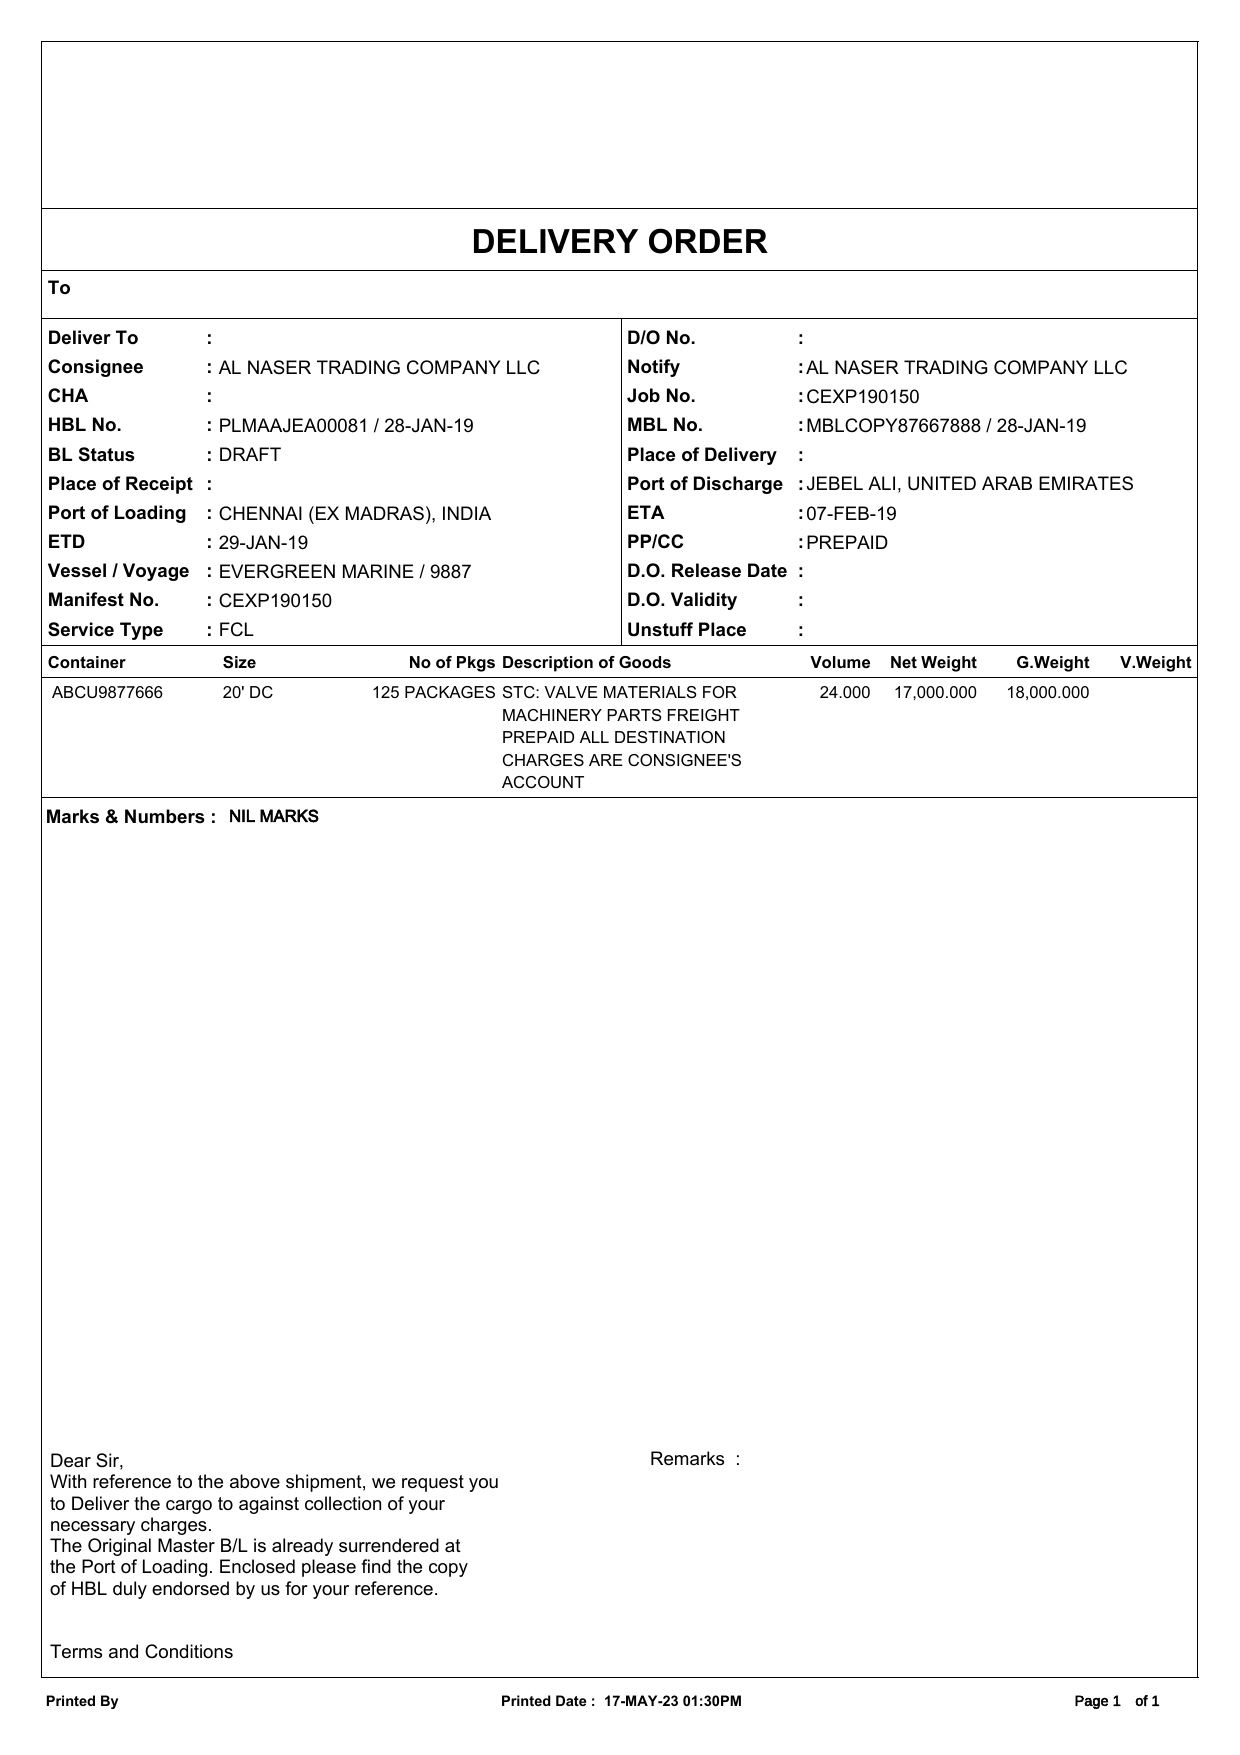 DELIVERY ORDER
To
Deliver To : D/O No. :
Consignee : AL NASER TRADING COMPANY LLC Notify : AL NASER TRADING COMPANY LLC
CHA : Job No. : CEXP190150
HBL No. : PLMAAJEA00081 / 28-JAN-19 MBL No. : MBLCOPY87667888 / 28-JAN-19
BL Status : DRAFT Place of Delivery :
Place of Receipt : Port of Discharge : JEBEL ALI, UNITED ARAB EMIRATES
Port of Loading : CHENNAI (EX MADRAS), INDIA ETA : 07-FEB-19
ETD : 29-JAN-19 PP/CC : PREPAID
Vessel / Voyage : EVERGREEN MARINE / 9887 D.O. Release Date :
Manifest No. : CEXP190150 D.O. Validity :
Service Type : FCL Unstuff Place :
Container Size No of Pkgs Description of Goods Volume Net Weight G.Weight V.Weight
ABCU9877666 20' DC 125 PACKAGES STC: VALVE MATERIALS FOR 24.000 17,000.000 18,000.000
MACHINERY PARTS FREIGHT
PREPAID ALL DESTINATION
CHARGES ARE CONSIGNEE'S
ACCOUNT
Marks & Numbers : NIL MARKS
Dear Sir, Remarks :
With reference to the above shipment, we request you
to Deliver the cargo to against collection of your
necessary charges.
The Original Master B/L is already surrendered at
the Port of Loading. Enclosed please find the copy
of HBL duly endorsed by us for your reference.
Terms and Conditions
Printed By Printed Date : 17-MAY-23 01:30PM Page 1 of 1